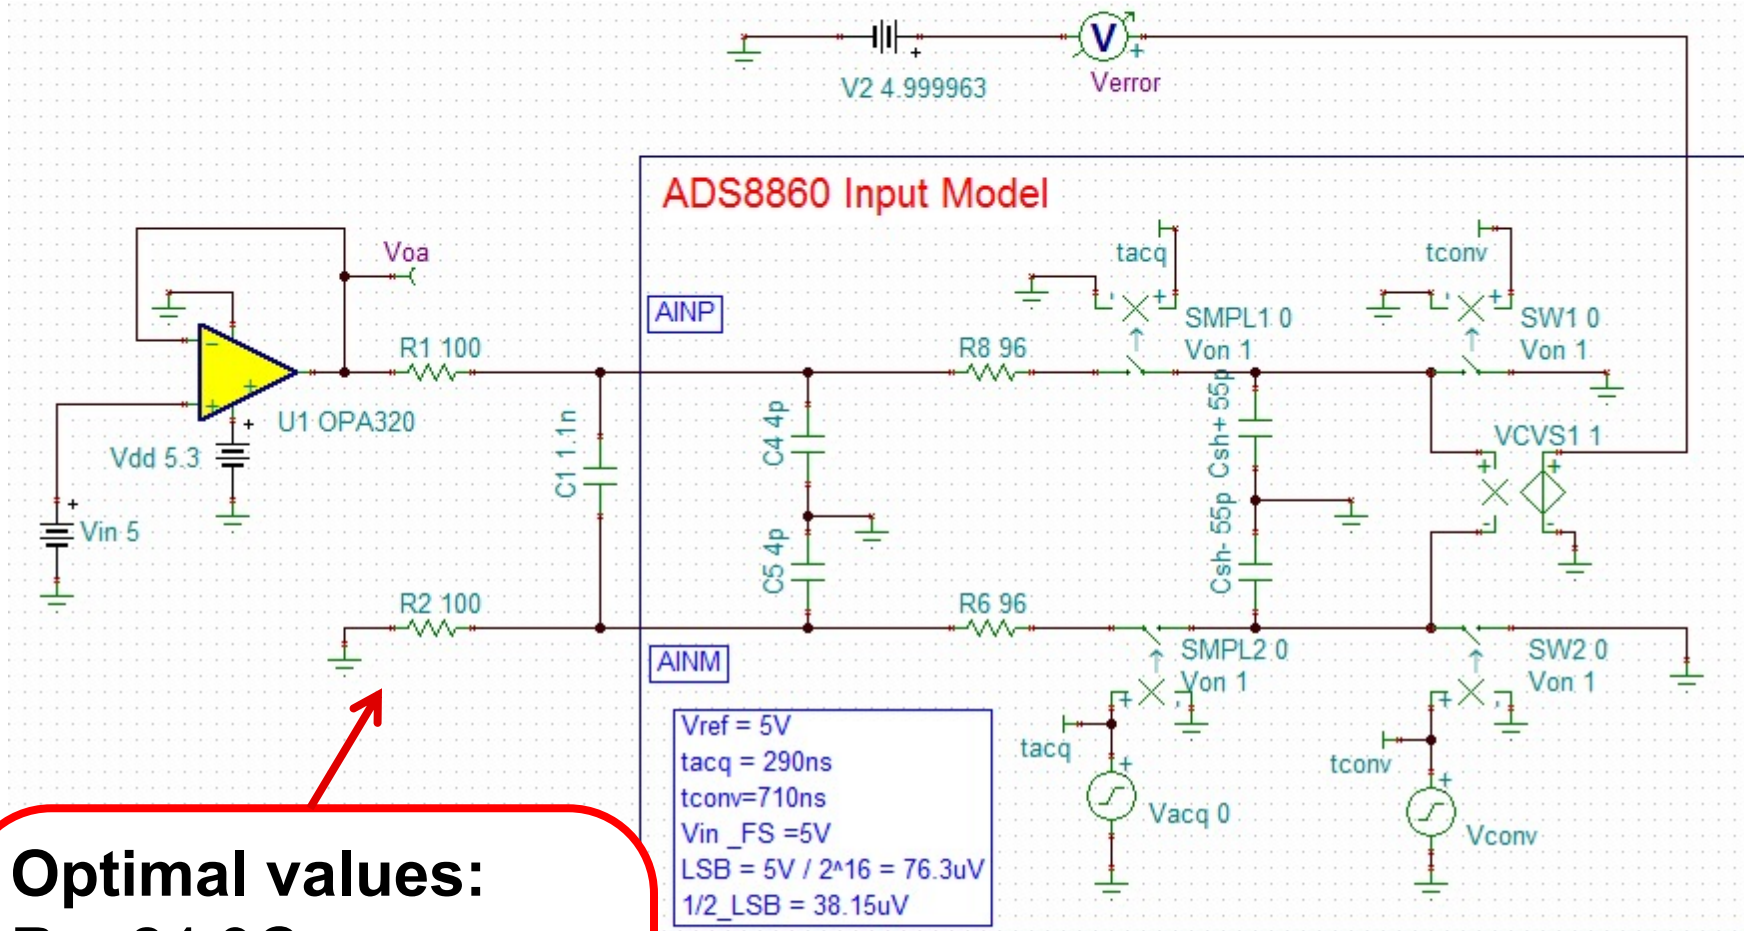 V2 4.999963
V
Verror
ADS8860 Input Model
Voa
tacq
tconv
AINP
SMPL1 0
Von 1
SW1 0
Von 1
R1 100
R8 96
U1 OPA320
Vdd 5.3
Vin 5
C1 1.1n
C4 4p
C5 4p
Csh+ 55p
Csh- 55p
VCVS1 1
R2 100
R6 96
AINM
SMPL2 0
Von 1
SW2 0
Von 1
tacq
tconv
Vacq 0
Vconv
Vref = 5V
tacq = 290ns
tconv=710ns
Vin _FS =5V
LSB = 5V / 2^16 = 76.3uV
1/2_LSB = 38.15uV
Optimal values: